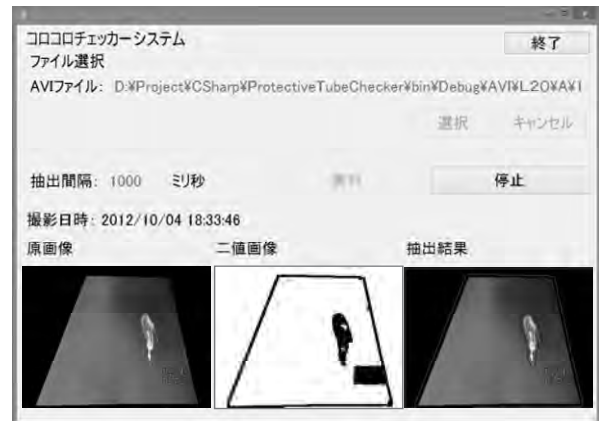 コロコロチェッカーシステム
終了
ファイル選択
AVIファイル: D:¥Project¥CSharp¥ProtectiveTubeChecker¥bin¥Debug¥AVI¥L20¥A¥1
選択 キャンセル
抽出間隔: 1000 ミリ秒 停止
撮影日時: 2012/10/04 18:33:46
原画像 二値画像 抽出結果